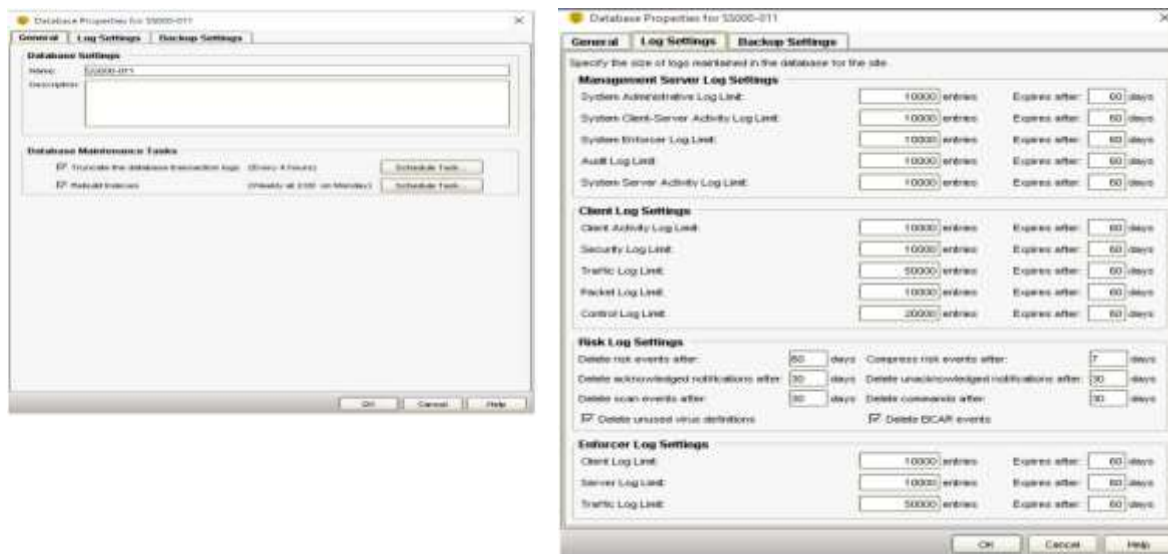 Database Properties for SS000-011
General Log Settings Backup Settings
Database Settings
Name: SS000-011
Description:
Database Maintenance Tasks
Truncate the database transaction logs (Every 4 hours) Schedule Task...
Rebuild Indexes (Weekly at 2:00 on Monday) Schedule Task...
OK Cancel Help
Database Properties for SS000-011
General Log Settings Backup Settings
Specify the size of logs maintained in the database for the site.
Management Server Log Settings
System Administrative Log Limit: 10000 entries Expires after: 60 days
System Client-Server Activity Log Limit: 10000 entries Expires after: 60 days
System Enforcer Log Limit: 10000 entries Expires after: 60 days
Audit Log Limit 10000 entries Expires after: 60 days
System Server Activity Log Limit: 10000 entries Expires after: 60 days
Client Log Settings
Client Activity Log Limit: 10000 entries Expires after: 60 days
Security Log Limit: 10000 entries Expires after: 60 days
Traffic Log Limit: 50000 entries Expires after: 60 days
Packet Log Limit: 10000 entries Expires after: 60 days
Control Log Limit: 20000 entries Expires after: 60 days
Risk Log Settings
Delete risk events after: 60 days Compress risk events after: 7 days
Delete acknowledged notifications after: 30 days Delete unacknowledged notifications after: 30 days
Delete scan events after: 30 days Delete commands after: 30 days
Delete unused virus definitions Delete EICAR events
Enforcer Log Settings
Client Log Limit: 10000 entries Expires after: 60 days
Server Log Limit: 10000 entries Expires after: 60 days
Traffic Log Limit: 50000 entries Expires after: 60 days
OK Cancel Help